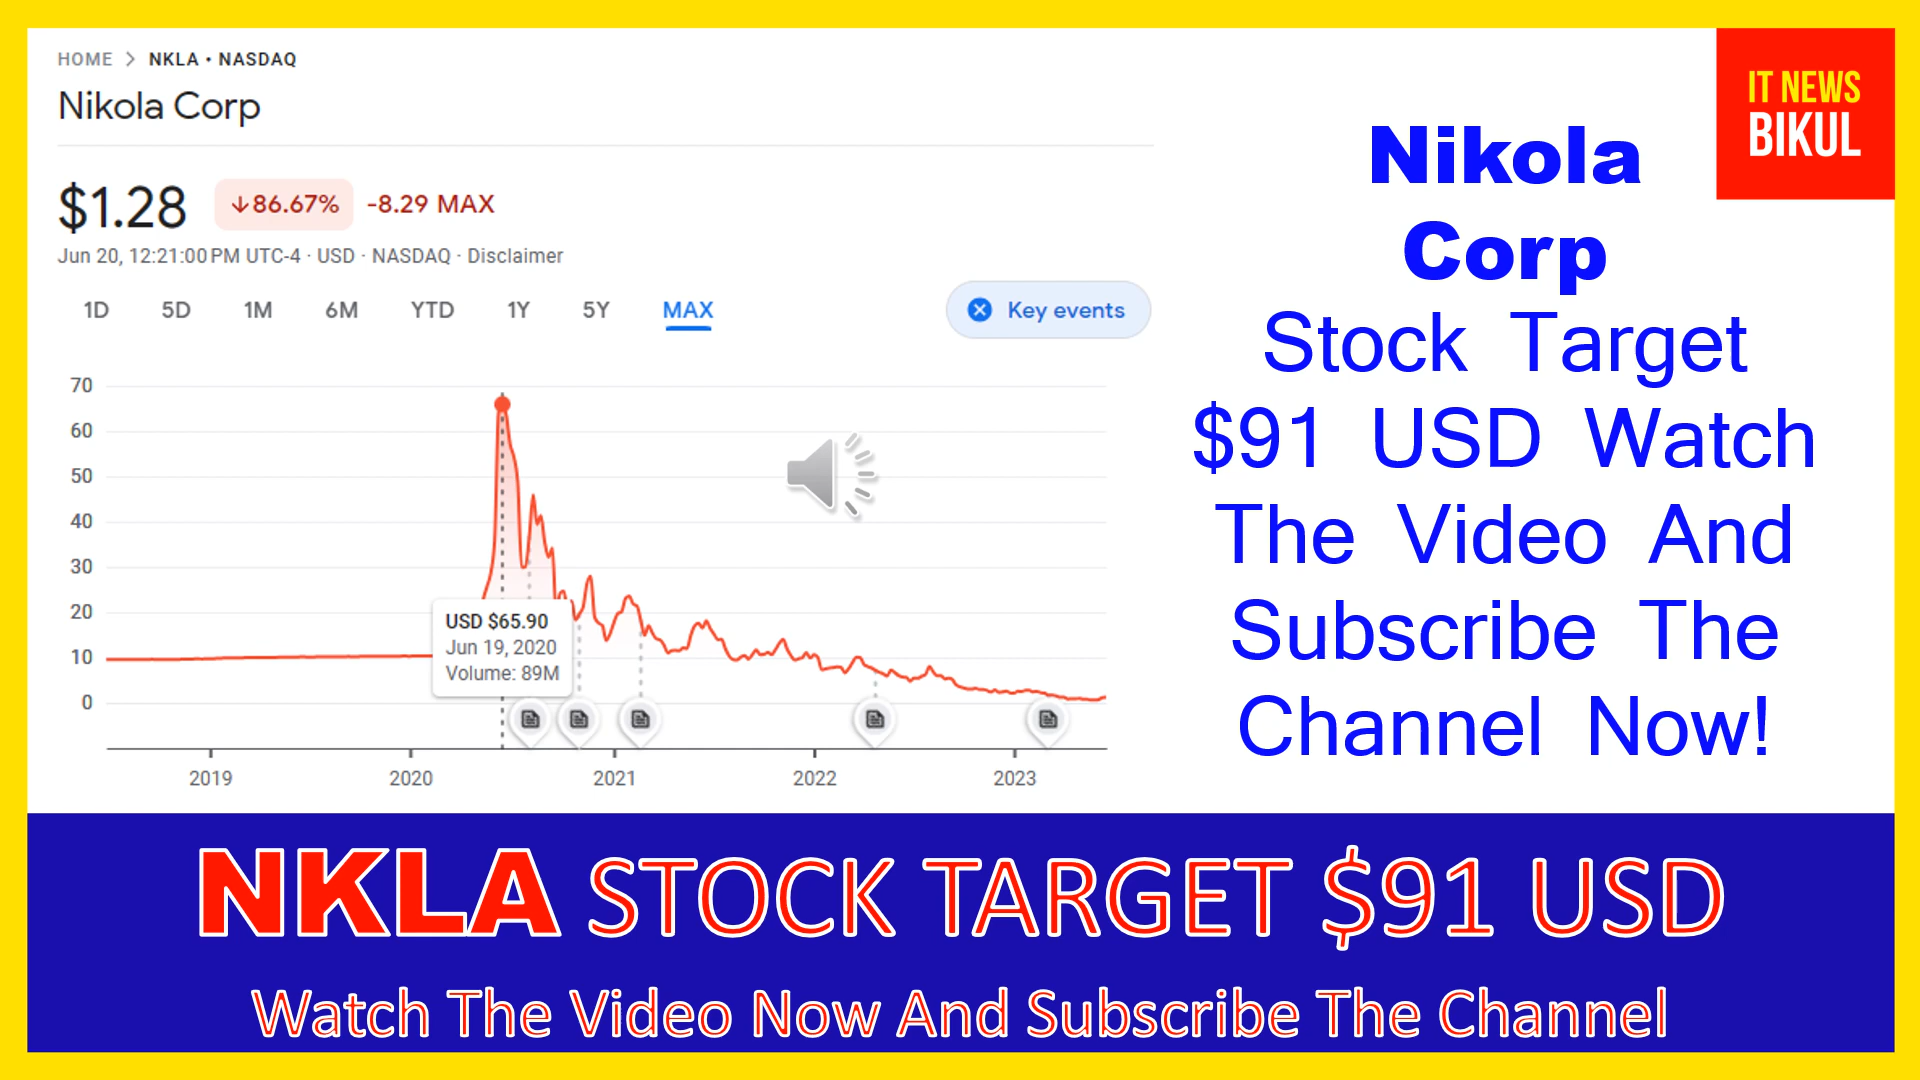 HOME > NKLA • NASDAQ
Nikola Corp
$1.28 ↓86.67% -8.29 MAX
Jun 20, 12:21:00 PM UTC-4 · USD · NASDAQ · Disclaimer
1D 5D 1M 6M YTD 1Y 5Y MAX
Key events
70
60
50
40
30
20
10
0
USD $65.90
Jun 19, 2020
Volume: 89M
2019 2020 2021 2022 2023
IT NEWS
BIKUL
Nikola
Corp
Stock Target
$91 USD Watch
The Video And
Subscribe The
Channel Now!
NKLA STOCK TARGET $91 USD
Watch The Video Now And Subscribe The Channel